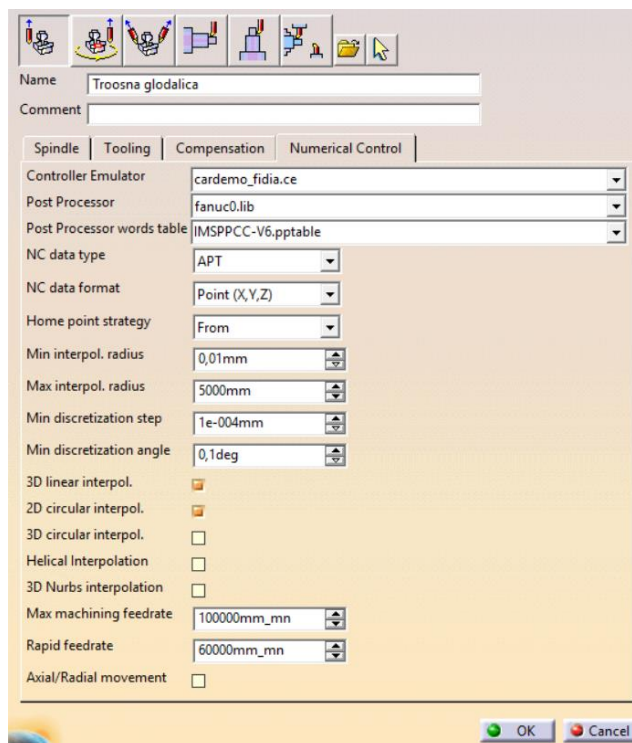 Name Troosna glodalica
Comment
Spindle Tooling Compensation Numerical Control
Controller Emulator cardemo_fidia.ce
Post Processor fanuc0.lib
Post Processor words table IMSPPCC-V6.pptable
NC data type APT
NC data format Point (X,Y,Z)
Home point strategy From
Min interpol. radius 0,01mm
Max interpol. radius 5000mm
Min discretization step 1e-004mm
Min discretization angle 0,1deg
3D linear interpol.
2D circular interpol.
3D circular interpol.
Helical Interpolation
3D Nurbs interpolation
Max machining feedrate 100000mm_mn
Rapid feedrate 60000mm_mn
Axial/Radial movement
OK Cancel